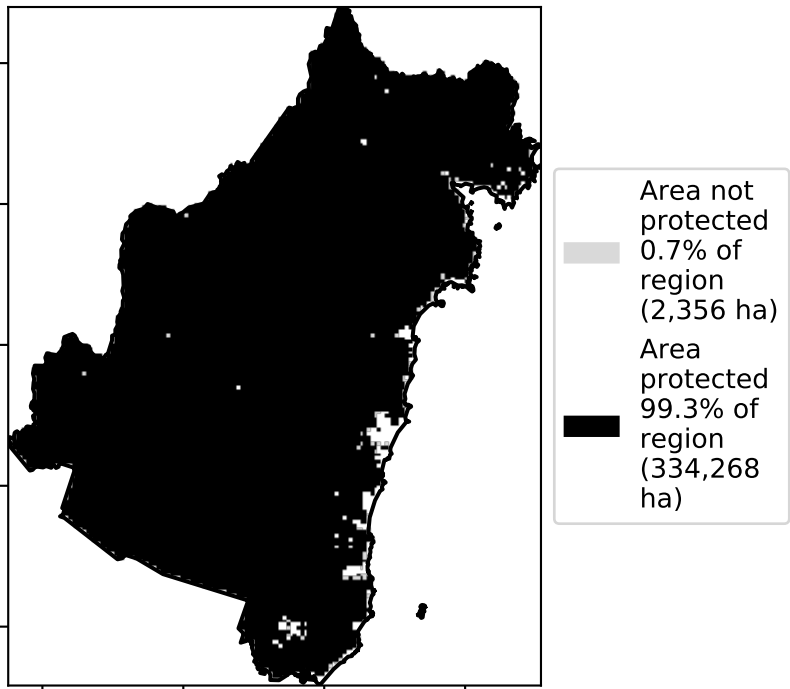 Area not
protected
0.7% of
region
(2,356 ha)
Area
protected
99.3% of
region
(334,268
ha)